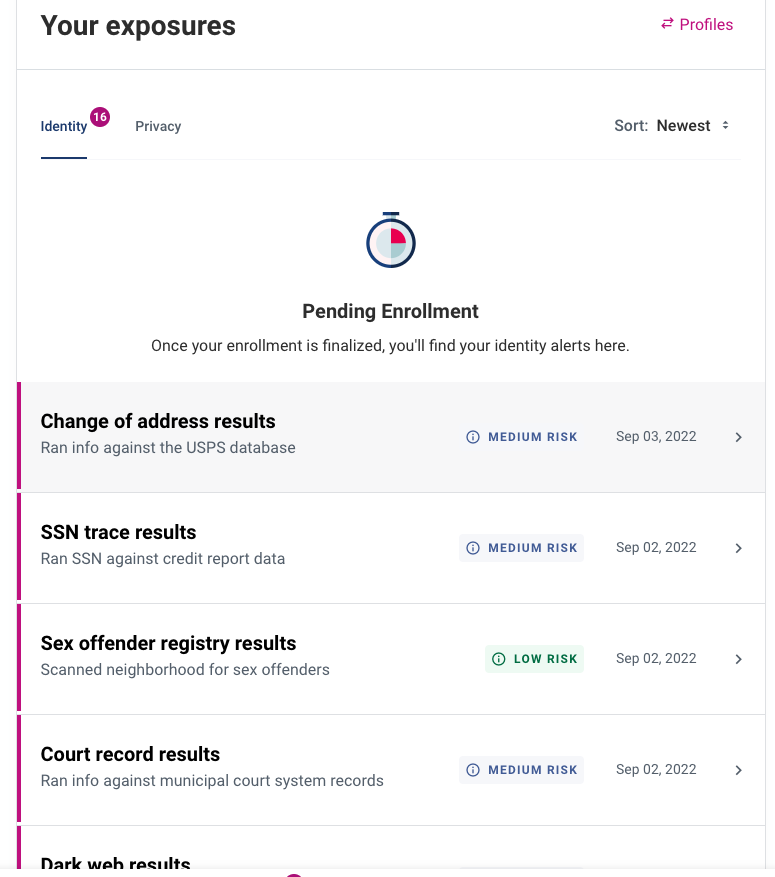 Your exposures
Profiles
Identity
16
Privacy
Sort: Newest
Pending Enrollment
Once your enrollment is finalized, you'll find your identity alerts here.
Change of address results
Ran info against the USPS database
MEDIUM RISK
Sep 03, 2022
SSN trace results
Ran SSN against credit report data
MEDIUM RISK
Sep 02, 2022
Sex offender registry results
Scanned neighborhood for sex offenders
LOW RISK
Sep 02, 2022
Court record results
Ran info against municipal court system records
MEDIUM RISK
Sep 02, 2022
Dark web results